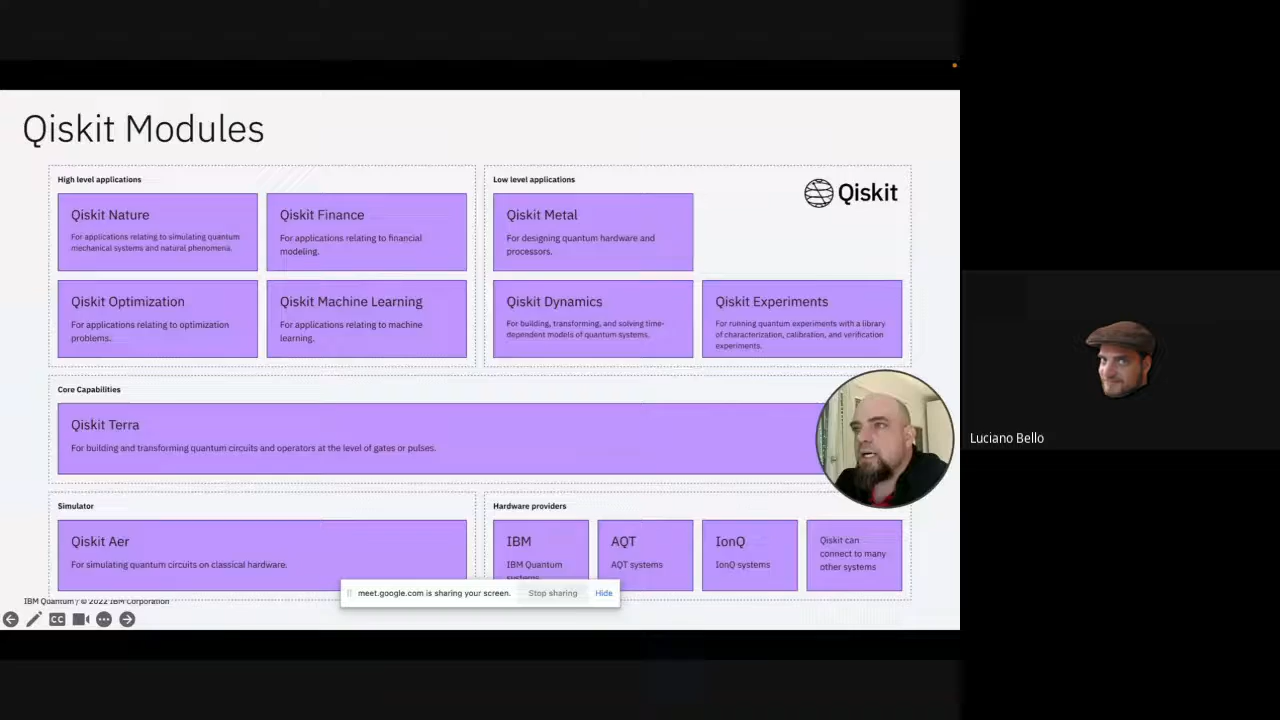 Qiskit Modules
High level applications
Qiskit Nature
For applications relating to simulating quantum
mechanical systems and natural phenomena.
Qiskit Finance
For applications relating to financial
modeling.
Qiskit Optimization
For applications relating to optimization
problems.
Qiskit Machine Learning
For applications relating to machine
learning.
Low level applications
Qiskit
Qiskit Metal
For designing quantum hardware and
processors.
Qiskit Dynamics
For building, transforming, and solving time-
dependent models of quantum systems.
Qiskit Experiments
For running quantum experiments with a library
of characterization, calibration, and verification
experiments.
Core Capabilities
Qiskit Terra
For building and transforming quantum circuits and operators at the level of gates or pulses.
Simulator
Qiskit Aer
For simulating quantum circuits on classical hardware.
Hardware providers
IBM
IBM Quantum
systems
AQT
AQT systems
IonQ
IonQ systems
Qiskit can
connect to many
other systems
meet.google.com is sharing your screen.
Stop sharing
Hide
IBM Quantum / © 2022 IBM Corporation
CC
Luciano Bello